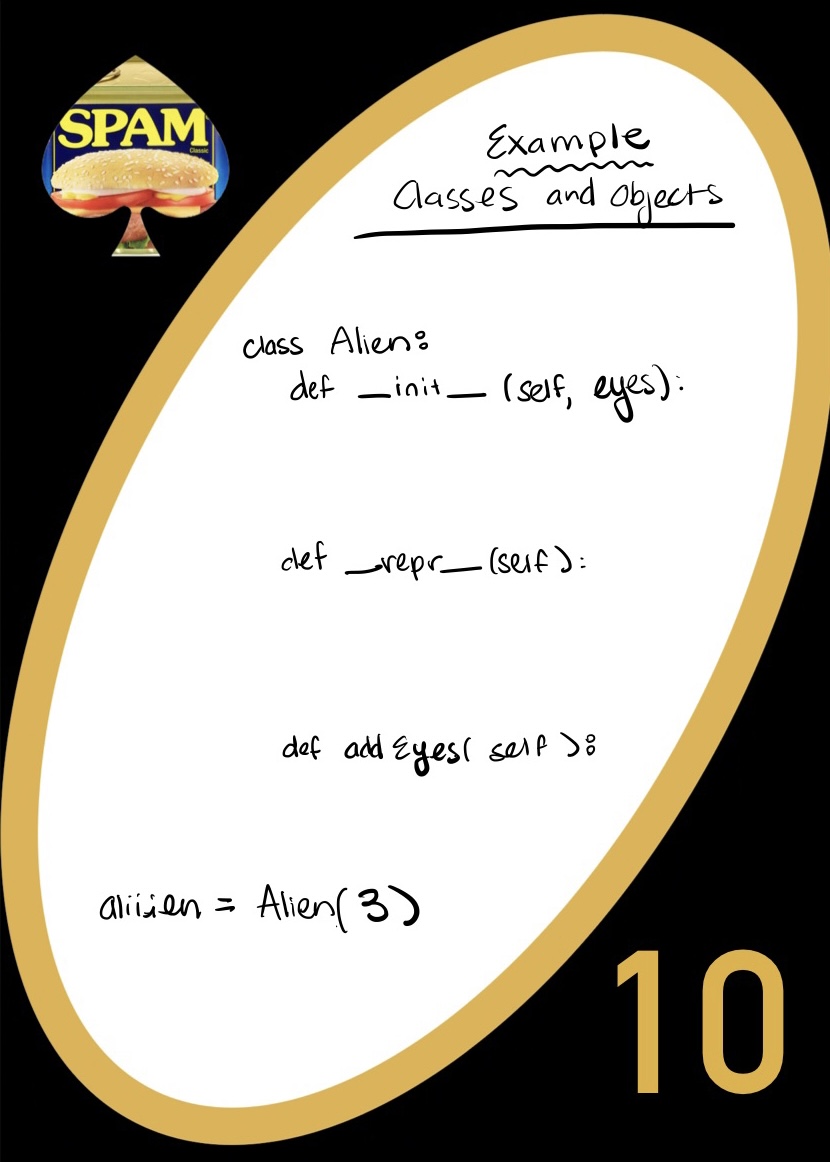 SPAM
Classic
Example
Classes and Objects
class Alien:
def __init__ (self, eyes):
def __repr__ (self):
def addEyes( self ):
aliiien = Alien(3)
10